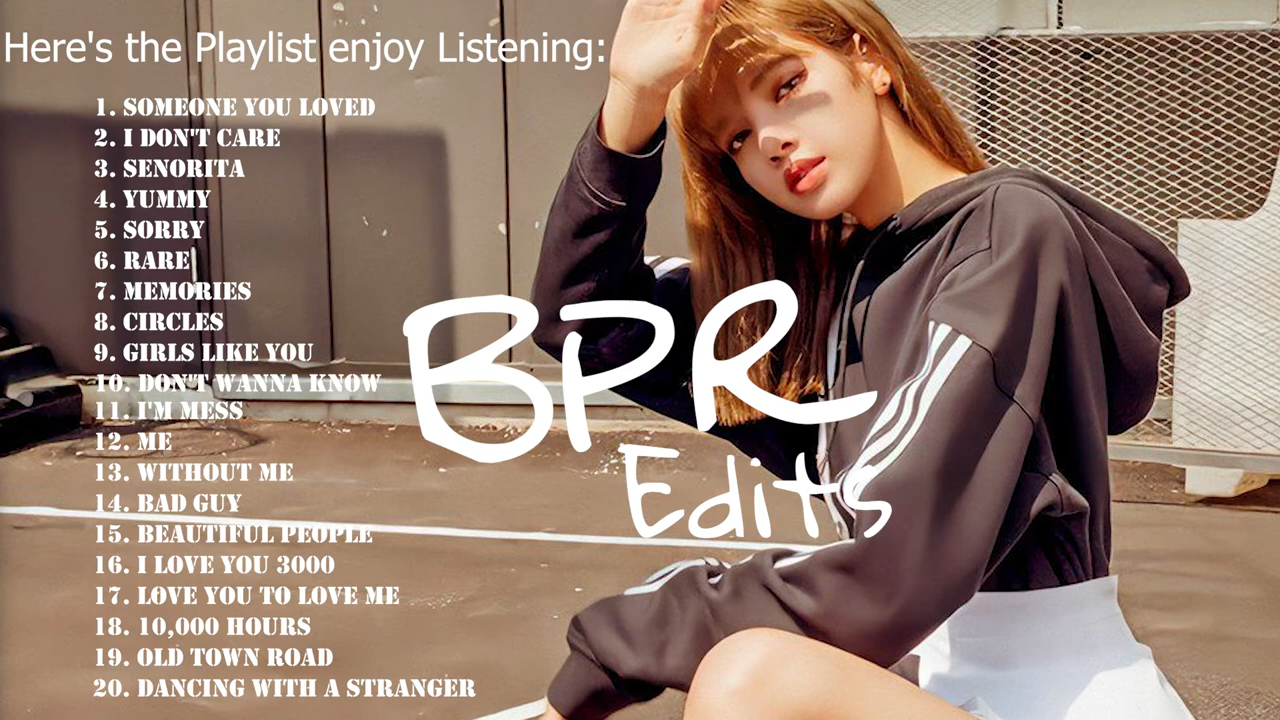 Here's the Playlist enjoy Listening:
1. SOMEONE YOU LOVED
2. I DON'T CARE
3. SENORITA
4. YUMMY
5. SORRY
6. RARE
7. MEMORIES
8. CIRCLES
9. GIRLS LIKE YOU
10. DON'T WANNA KNOW
11. I'M MESS
12. ME
13. WITHOUT ME
14. BAD GUY
15. BEAUTIFUL PEOPLE
16. I LOVE YOU 3000
17. LOVE YOU TO LOVE ME
18. 10,000 HOURS
19. OLD TOWN ROAD
20. DANCING WITH A STRANGER
BPR
Edits